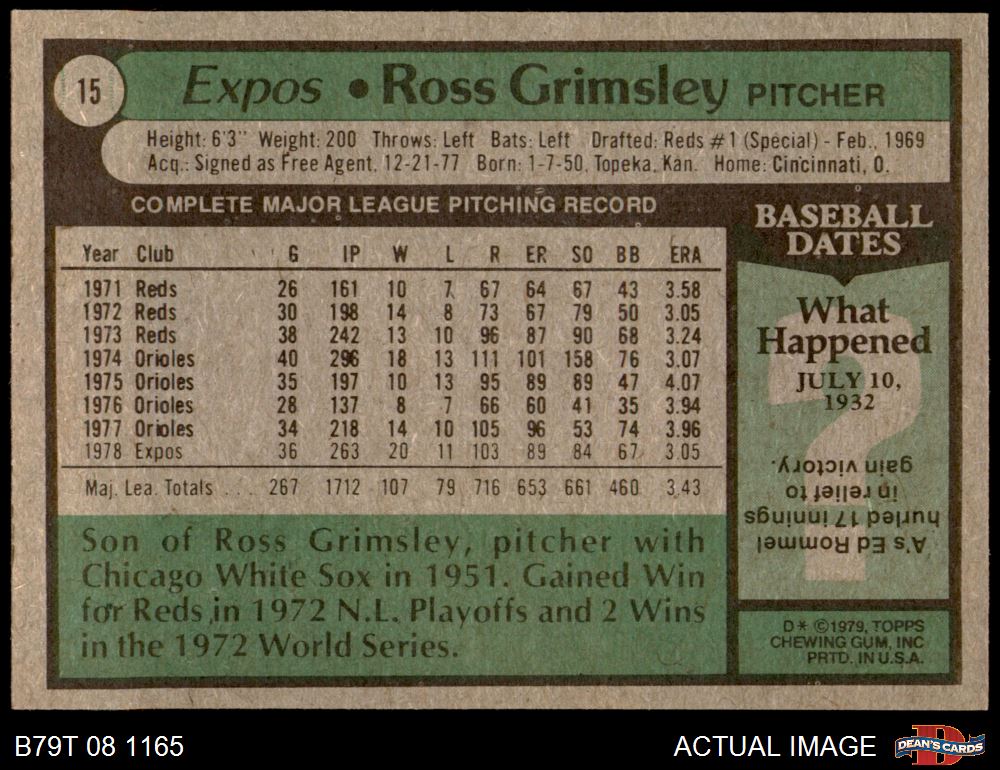 15
Expos • Ross Grimsley PITCHER
Height: 6'3" Weight: 200 Throws: Left Bats: Left Drafted: Reds #1 (Special) - Feb., 1969
Acq.: Signed as Free Agent, 12-21-77 Born: 1-7-50, Topeka, Kan. Home: Cincinnati, O.
COMPLETE MAJOR LEAGUE PITCHING RECORD
Year Club G IP W L R ER SO BB ERA
1971 Reds 26 161 10 7 67 64 67 43 3.58
1972 Reds 30 198 14 8 73 67 79 50 3.05
1973 Reds 38 242 13 10 96 87 90 68 3.24
1974 Orioles 40 296 18 13 111 101 158 76 3.07
1975 Orioles 35 197 10 13 95 89 89 47 4.07
1976 Orioles 28 137 8 7 66 60 41 35 3.94
1977 Orioles 34 218 14 10 105 96 53 74 3.96
1978 Expos 36 263 20 11 103 89 84 67 3.05
Maj. Lea. Totals ... 267 1712 107 79 716 653 661 460 3.43
Son of Ross Grimsley, pitcher with
Chicago White Sox in 1951. Gained Win
for Reds in 1972 N.L. Playoffs and 2 Wins
in the 1972 World Series.
BASEBALL
DATES
What
Happened
JULY 10,
1932
A's Ed Rommel
hurled 17 innings
in relief to
gain victory.
D* ©1979, TOPPS
CHEWING GUM, INC
PRTD. IN U.S.A.
B79T 08 1165
ACTUAL IMAGE
D
DEAN'S CARDS